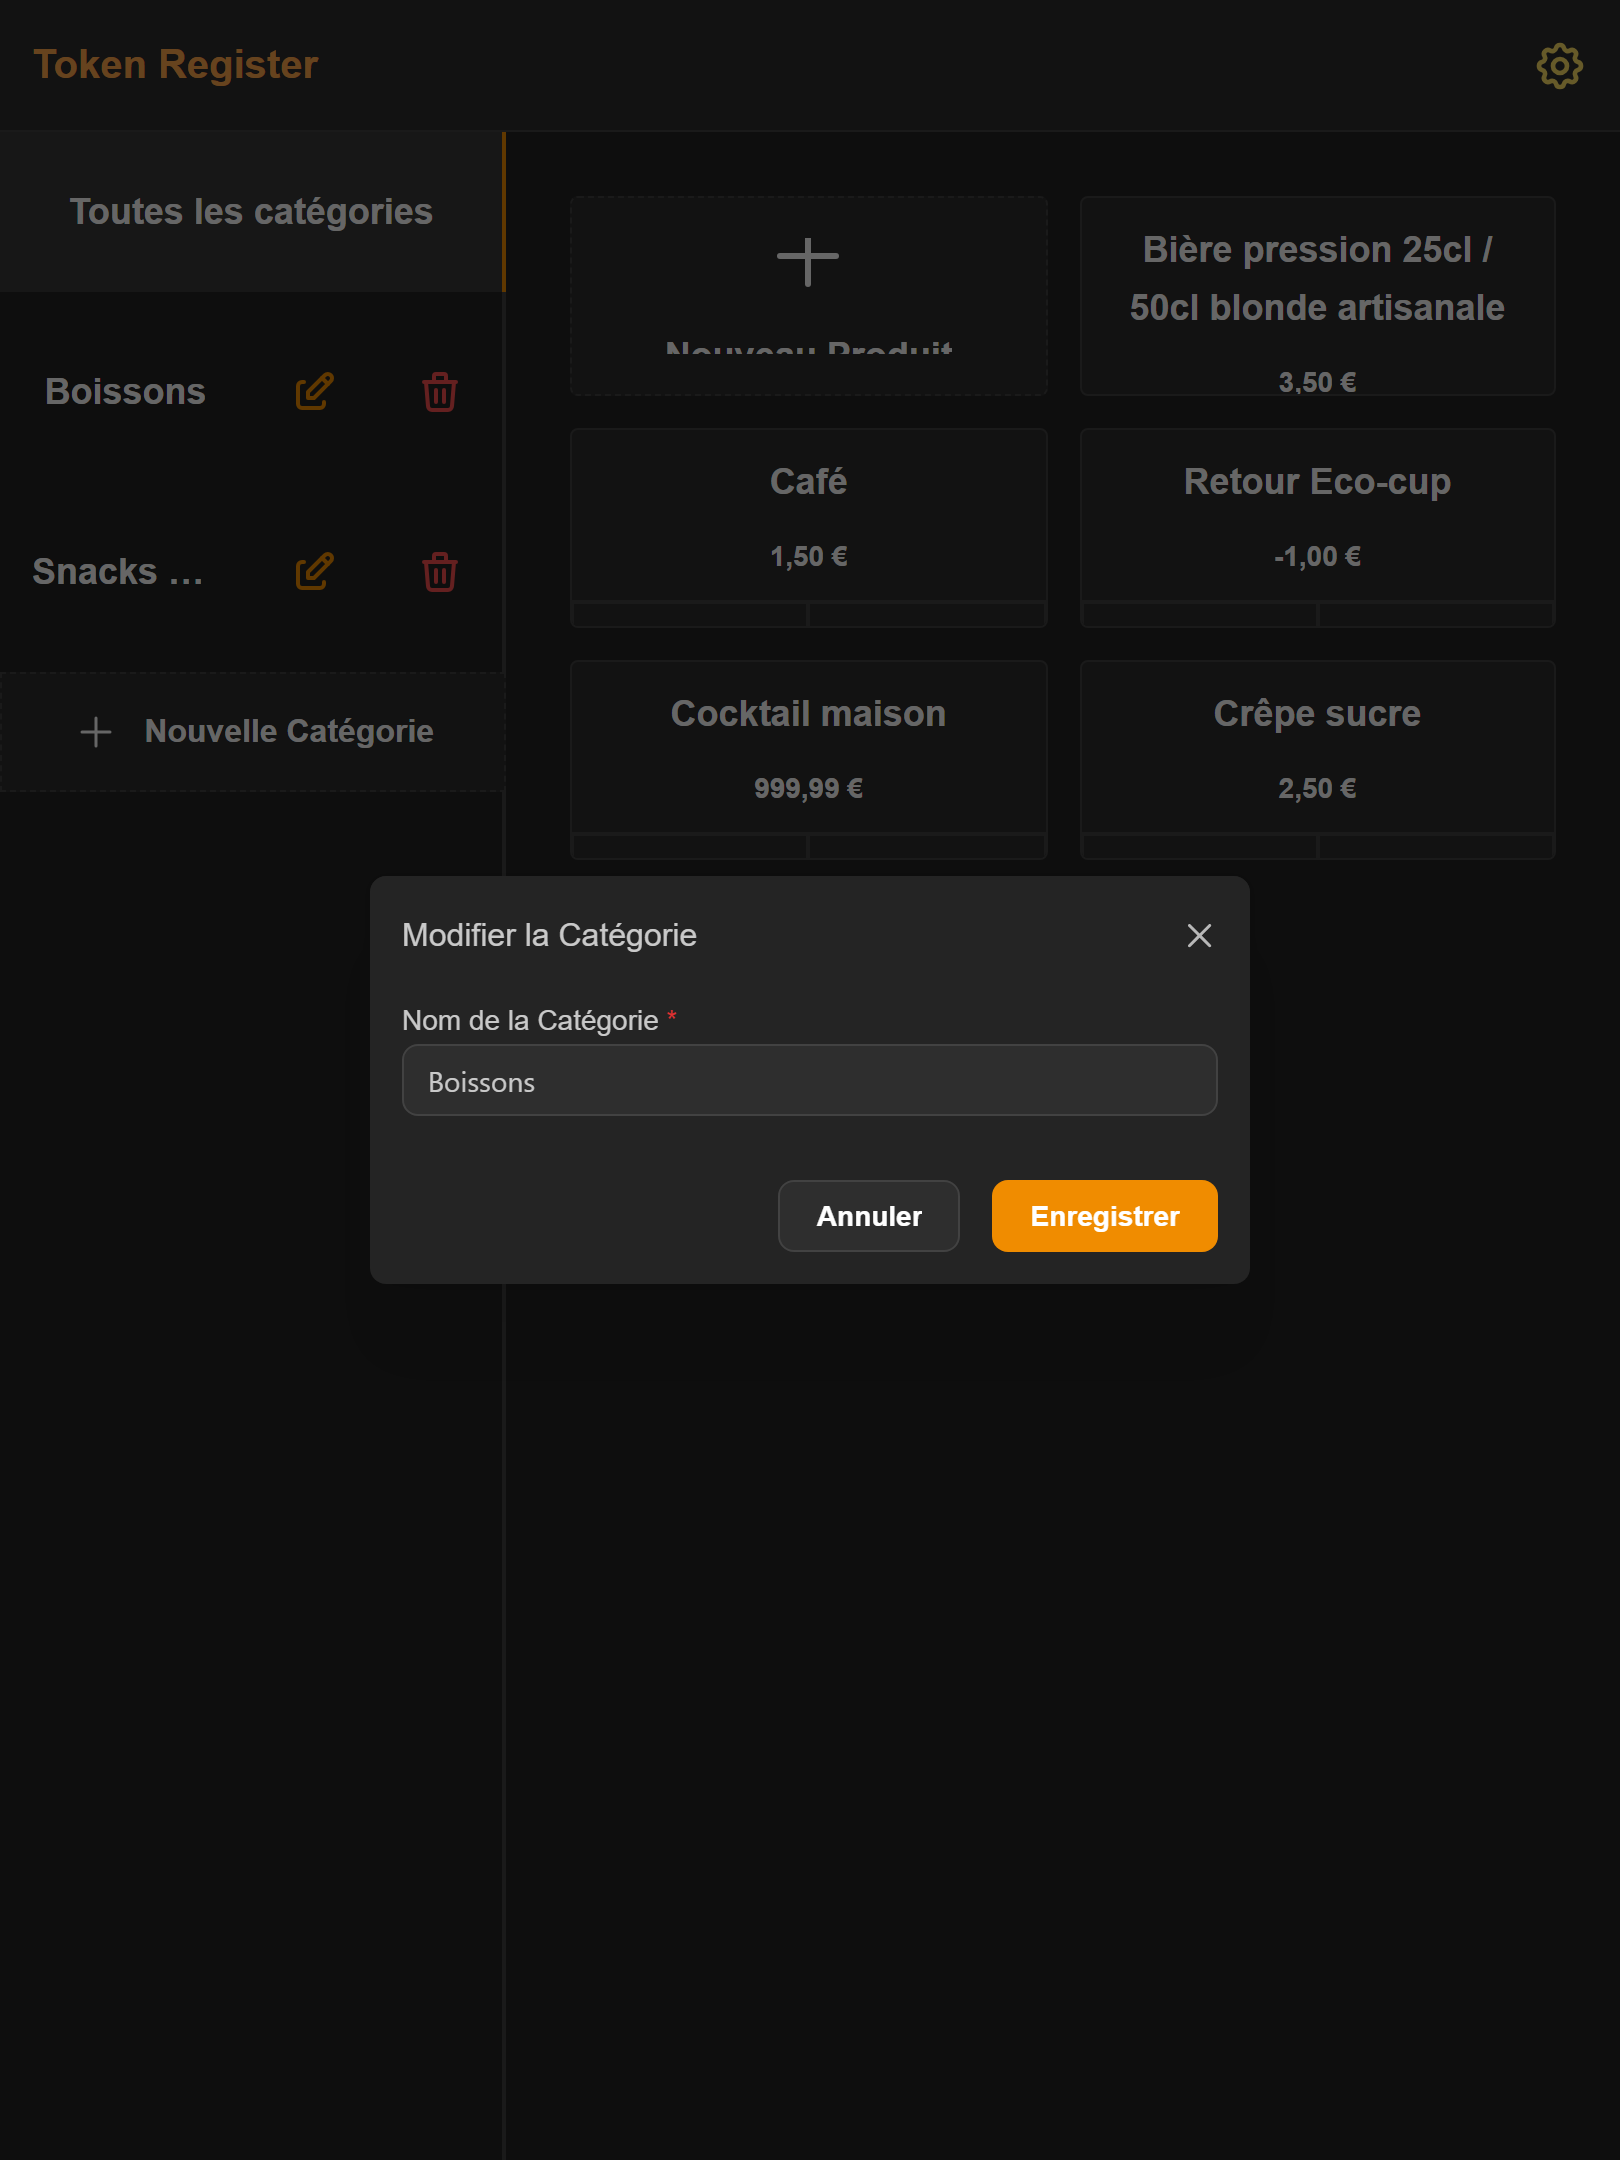 Token Register
Toutes les catégories
Boissons
Snacks ...
Nouvelle Catégorie
Nouveau Produit
Bière pression 25cl /
50cl blonde artisanale
3,50 €
Café
1,50 €
Retour Eco-cup
-1,00 €
Cocktail maison
999,99 €
Crêpe sucre
2,50 €
Modifier la Catégorie
Nom de la Catégorie *
Boissons
Annuler
Enregistrer